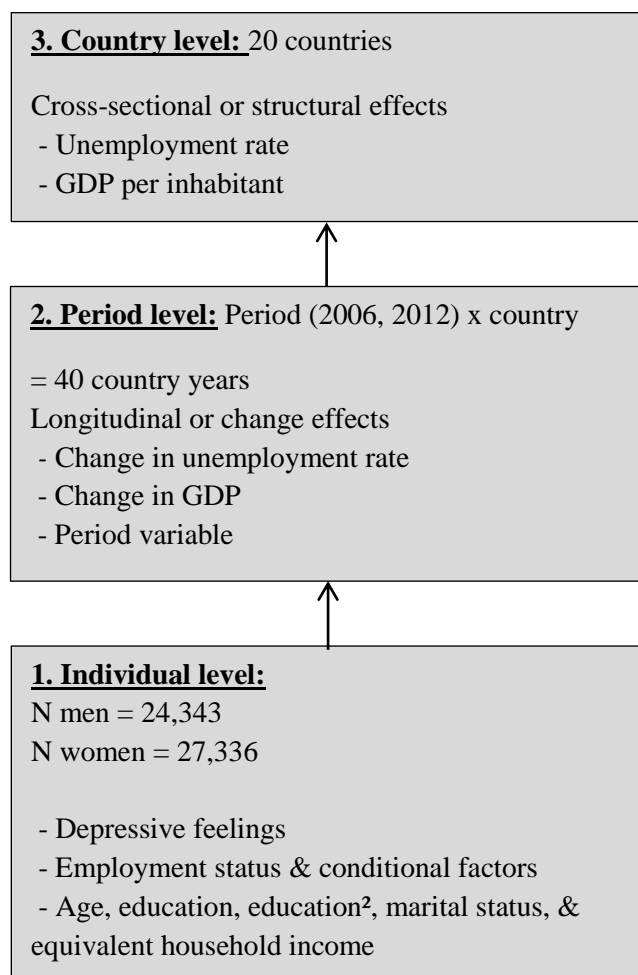 3. Country level: 20 countries
Cross-sectional or structural effects
- Unemployment rate
- GDP per inhabitant
2. Period level: Period (2006, 2012) x country
= 40 country years
Longitudinal or change effects
- Change in unemployment rate
- Change in GDP
- Period variable
1. Individual level:
N men = 24,343
N women = 27,336
- Depressive feelings
- Employment status & conditional factors
- Age, education, education², marital status, &
equivalent household income